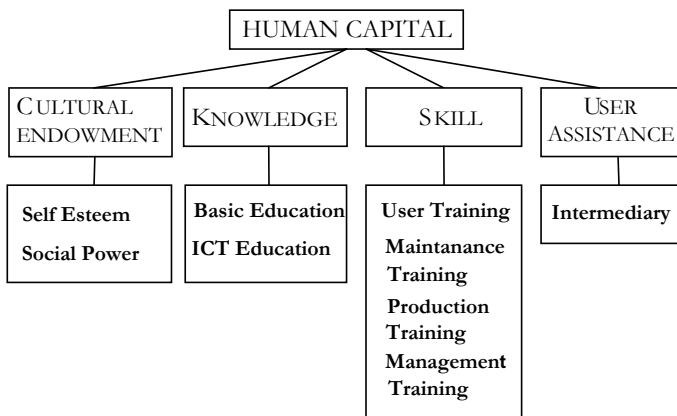 HUMAN CAPITAL
CULTURAL
ENDOWMENT
KNOWLEDGE
SKILL
USER
ASSISTANCE
Self Esteem
Social Power
Basic Education
ICT Education
User Training
Maintanance
Training
Production
Training
Management
Training
Intermediary